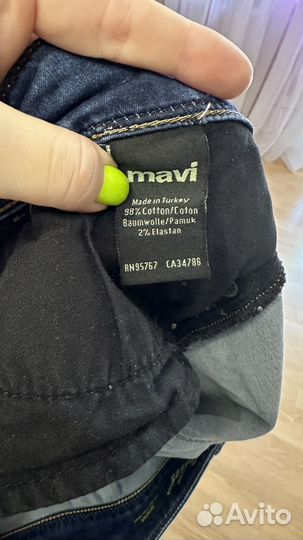 mavi
Made in Turkey
98% Cotton/Coton
Baumwolle/Pamuk
2% Elastan
RN95767 CA34786
Avito